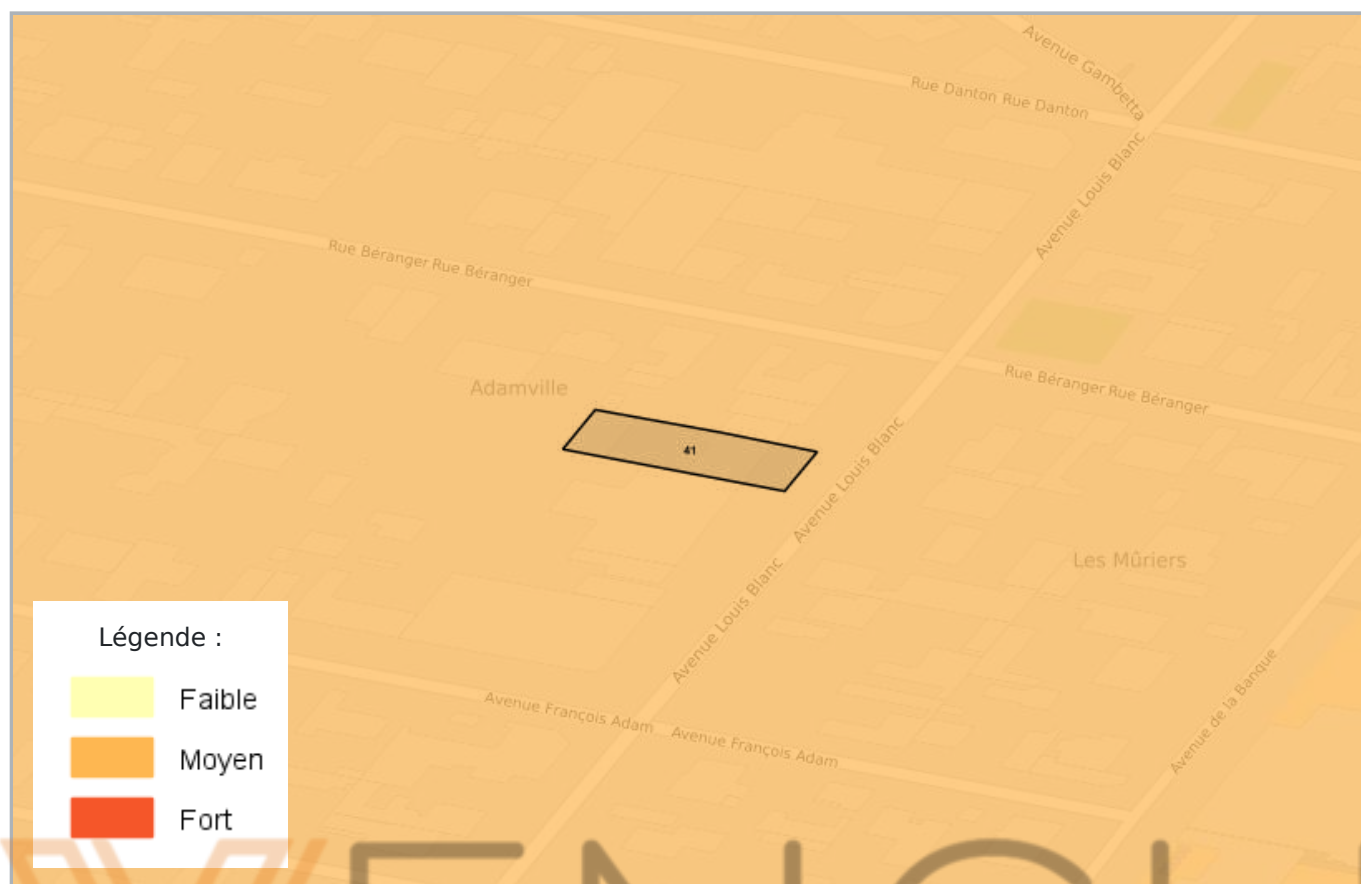 Avenue Gambetta
Rue Danton Rue Danton
Avenue Louis Blanc
Rue Béranger Rue Béranger
Rue Béranger Rue Béranger
Adamville
41
Avenue Louis Blanc
Les Mûriers
Avenue Louis Blanc
Avenue de la Banque
Avenue François Adam Avenue François Adam
Légende :
Faible
Moyen
Fort